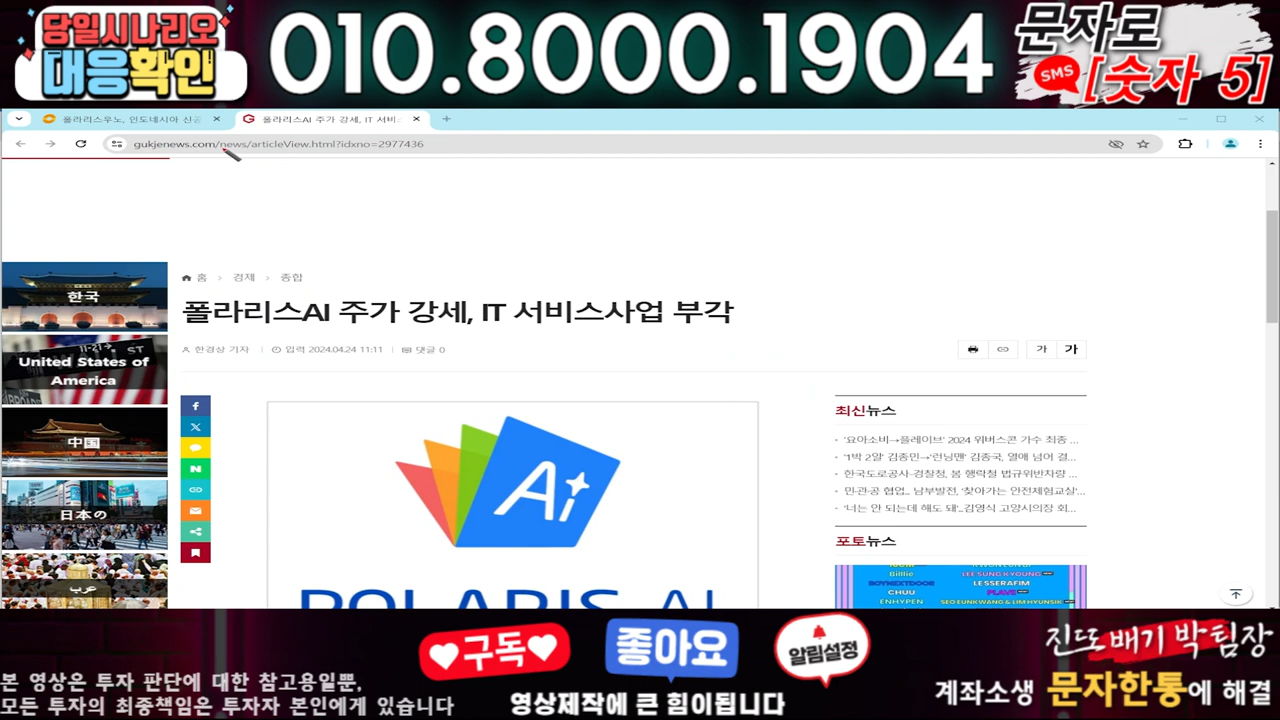 당일시나리오
대응확인
010.8000.1904
문자로
SMS
[숫자 5]
폴라리스우노, 인도네시아 신공
폴라리스AI 주가 강세, IT 서비스
gukjenews.com/news/articleView.html?idxno=2977436
홈 > 경제 > 종합
폴라리스AI 주가 강세, IT 서비스사업 부각
한경상 기자 | 입력 2024.04.24 11:11 | 댓글 0
가 가
한국
United States of
America
中国
日本の
عرب
Ai
POLARIS AI
최신뉴스
'요아소비→플레이브' 2024 위버스콘 가수 최종 ...
'1박 2일' 김종민→'런닝맨' 김종국, 열애 넘어 결...
한국도로공사-경찰청, 봄 행락철 법규위반차량 ...
민·관·공 협업... 남부발전, '찾아가는 안전체험교실'...
'너는 안 되는데 해도 돼'...김영식 고양시의장 회...
포토뉴스
Billlie
LEE SUNG KYOUNG
BOYNEXTDOOR
LESSERAFIM
CHUU
PLAVE
ENHYPEN
SEO EUNKWANG & LIM HYUNSIK
구독
좋아요
알림설정
영상제작에 큰 힘이됩니다
본 영상은 투자 판단에 대한 참고용일뿐,
모든 투자의 최종책임은 투자자 본인에게 있습니다
진또배기 박팀장
계좌소생 문자한통에 해결